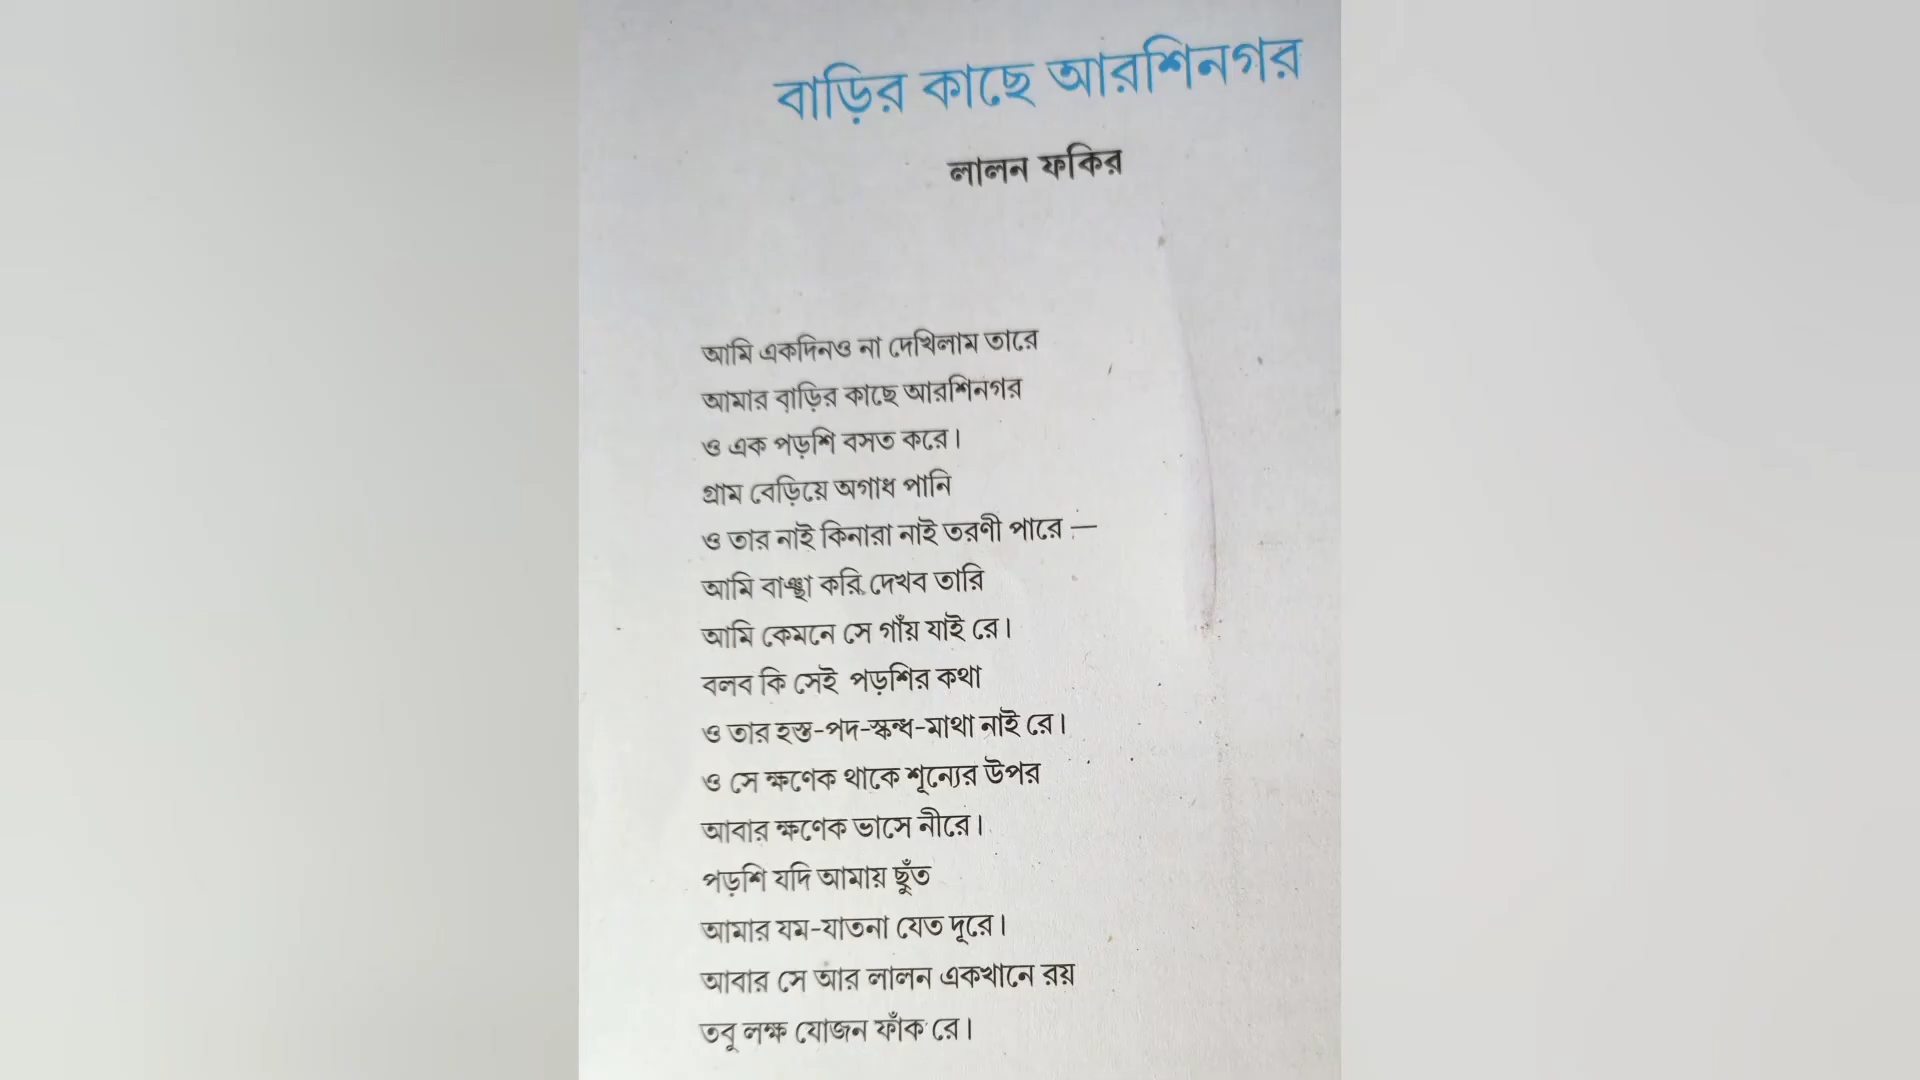 বাড়ির কাছে আরশিনগর
লালন ফকির
আমি একদিনও না দেখিলাম তারে
আমার বাড়ির কাছে আরশিনগর
ও এক পড়শি বসত করে।
গ্রাম বেড়িয়ে অগাধ পানি
ও তার নাই কিনারা নাই তরণী পারে —
আমি বাঞ্ছা করি দেখব তারি
আমি কেমনে সে গাঁয় যাই রে।
বলব কি সেই পড়শির কথা
ও তার হস্ত-পদ-স্কন্ধ-মাথা নাই রে।
ও সে ক্ষণেক থাকে শূন্যের উপর
আবার ক্ষণেক ভাসে নীরে।
পড়শি যদি আমায় ছুঁত
আমার যম-যাতনা যেত দূরে।
আবার সে আর লালন একখানে রয়
তবু লক্ষ যোজন ফাঁক রে।